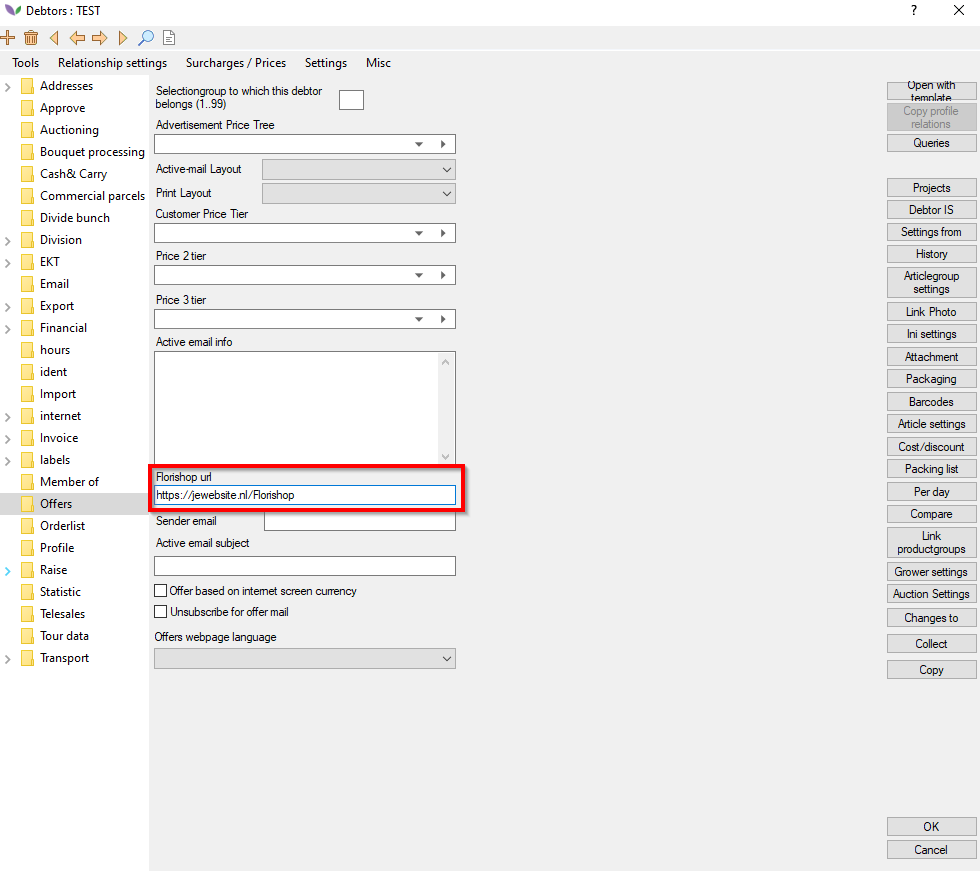 Debtors : TEST
?
Tools Relationship settings Surcharges / Prices Settings Misc
Addresses
Approve
Auctioning
Bouquet processing
Cash& Carry
Commercial parcels
Divide bunch
Division
EKT
Email
Export
Financial
hours
ident
Import
internet
Invoice
labels
Member of
Offers
Orderlist
Profile
Raise
Statistic
Telesales
Tour data
Transport
Selectiongroup to which this debtor
belongs (1..99)
Advertisement Price Tree
Active-mail Layout
Print Layout
Customer Price Tier
Price 2 tier
Price 3 tier
Active email info
Florishop url
https://jewebsite.nl/Florishop
Sender email
Active email subject
Offer based on internet screen currency
Unsubscribe for offer mail
Offers webpage language
Open with
template
Copy profile
relations
Queries
Projects
Debtor IS
Settings from
History
Articlegroup
settings
Link Photo
Ini settings
Attachment
Packaging
Barcodes
Article settings
Cost/discount
Packing list
Per day
Compare
Link
productgroups
Grower settings
Auction Settings
Changes to
Collect
Copy
OK
Cancel